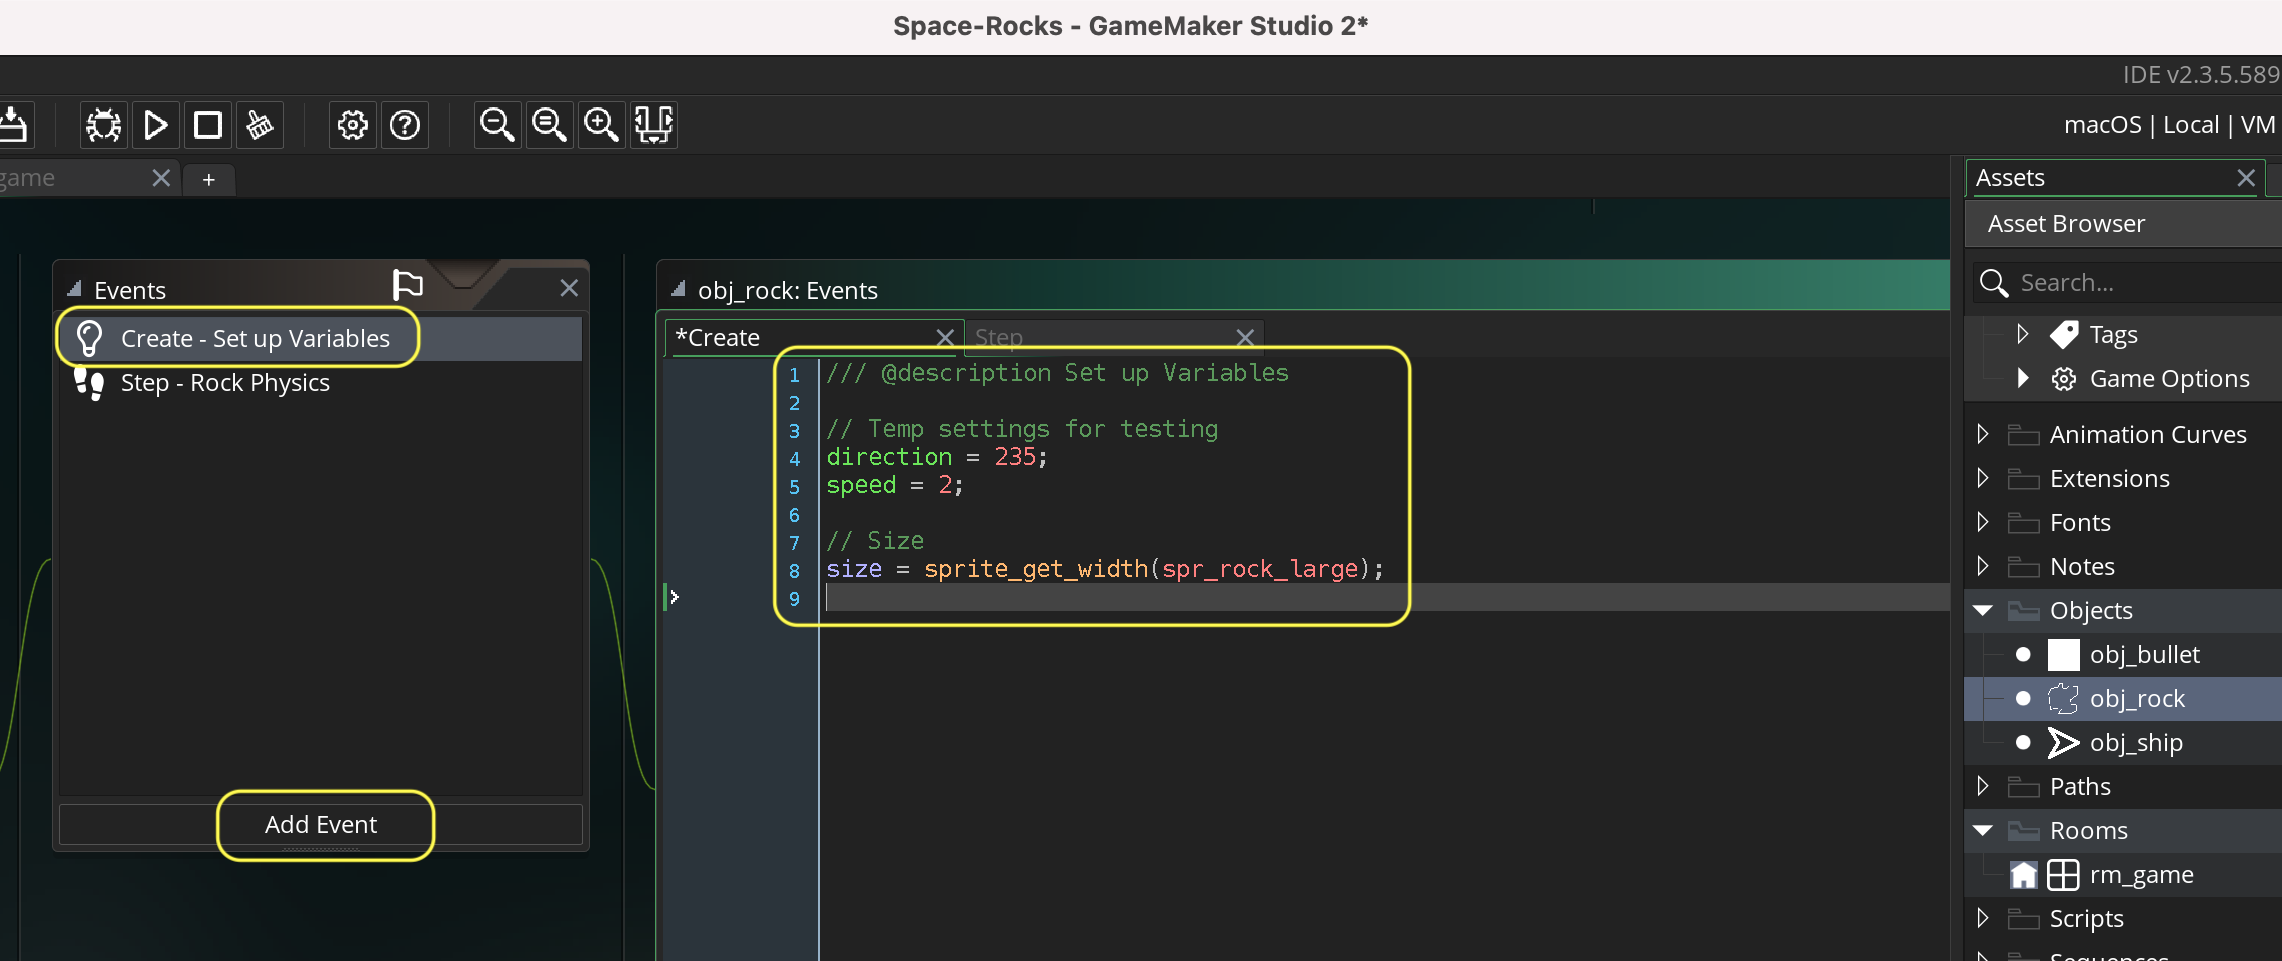 Space-Rocks - GameMaker Studio 2*
IDE v2.3.5.589
macOS | Local | VM
game
+
Assets
Asset Browser
Search...
Tags
Game Options
Animation Curves
Extensions
Fonts
Notes
Objects
obj_bullet
obj_rock
obj_ship
Paths
Rooms
rm_game
Scripts
Sequences
Events
Create - Set up Variables
Step - Rock Physics
Add Event
obj_rock: Events
*Create
Step
1 /// @description Set up Variables
2
3 // Temp settings for testing
4 direction = 235;
5 speed = 2;
6
7 // Size
8 size = sprite_get_width(spr_rock_large);
9